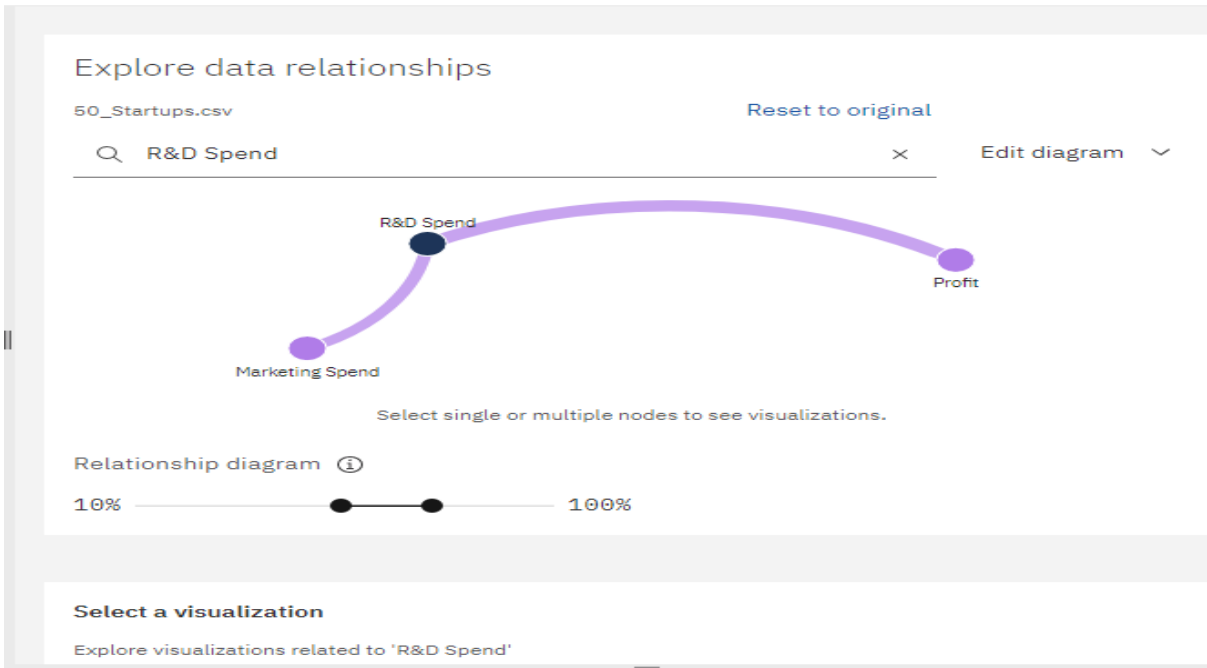 Explore data relationships
50_Startups.csv
Reset to original
R&D Spend
Edit diagram
R&D Spend
Profit
Marketing Spend
Select single or multiple nodes to see visualizations.
Relationship diagram
10%
100%
Select a visualization
Explore visualizations related to 'R&D Spend'